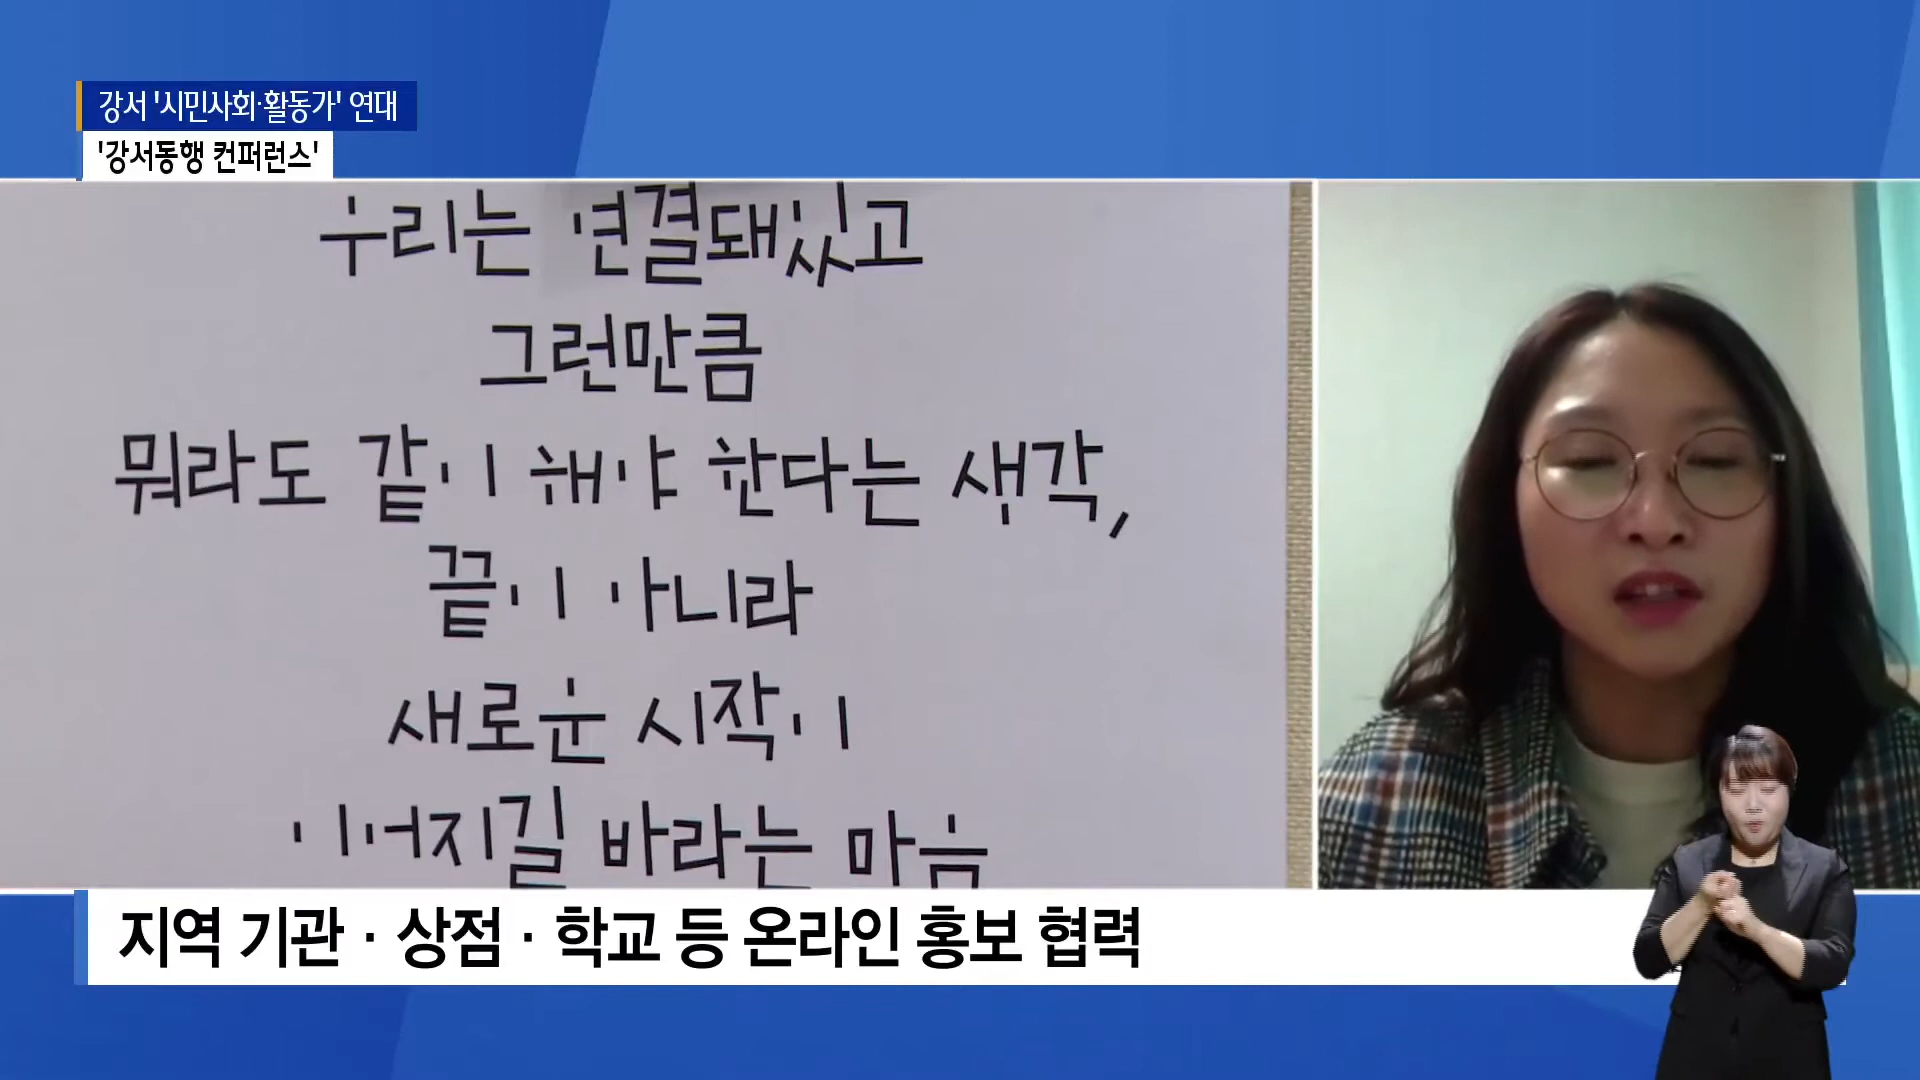 강서 '시민사회·활동가' 연대
'강서동행 컨퍼런스'
우리는 연결돼있고
그런만큼
뭐라도 같이 해야 한다는 생각,
끝이 아니라
새로운 시작이
이어지길 바라는 마음
지역 기관·상점·학교 등 온라인 홍보 협력